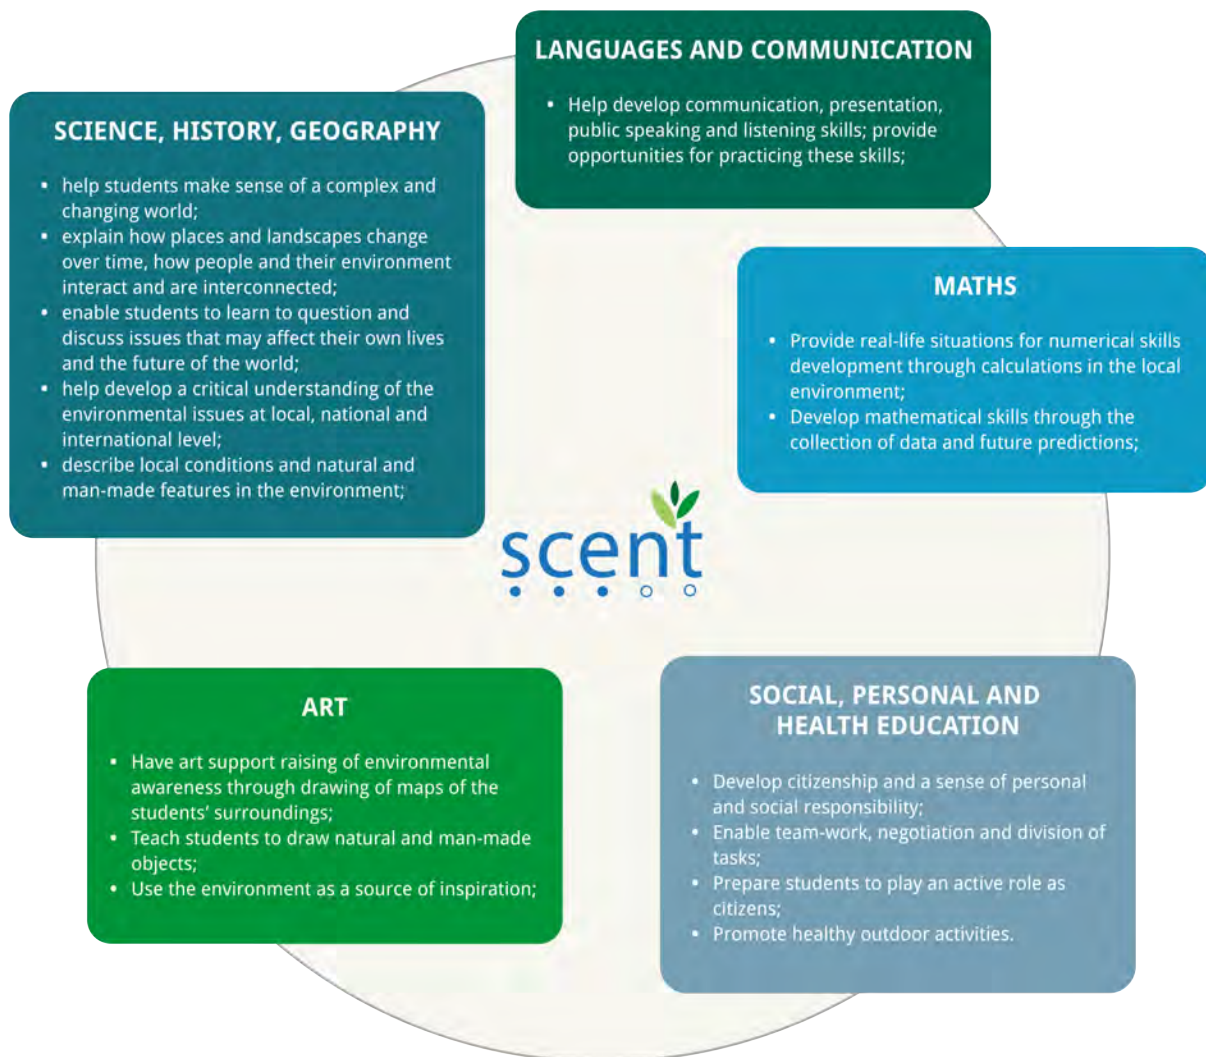 LANGUAGES AND COMMUNICATION
• Help develop communication, presentation,
public speaking and listening skills; provide
opportunities for practicing these skills;
SCIENCE, HISTORY, GEOGRAPHY
• help students make sense of a complex and
changing world;
• explain how places and landscapes change
over time, how people and their environment
interact and are interconnected;
• enable students to learn to question and
discuss issues that may affect their own lives
and the future of the world;
• help develop a critical understanding of the
environmental issues at local, national and
international level;
• describe local conditions and natural and
man-made features in the environment;
MATHS
• Provide real-life situations for numerical skills
development through calculations in the local
environment;
• Develop mathematical skills through the
collection of data and future predictions;
scent
ART
• Have art support raising of environmental
awareness through drawing of maps of the
students’ surroundings;
• Teach students to draw natural and man-made
objects;
• Use the environment as a source of inspiration;
SOCIAL, PERSONAL AND
HEALTH EDUCATION
• Develop citizenship and a sense of personal
and social responsibility;
• Enable team-work, negotiation and division of
tasks;
• Prepare students to play an active role as
citizens;
• Promote healthy outdoor activities.